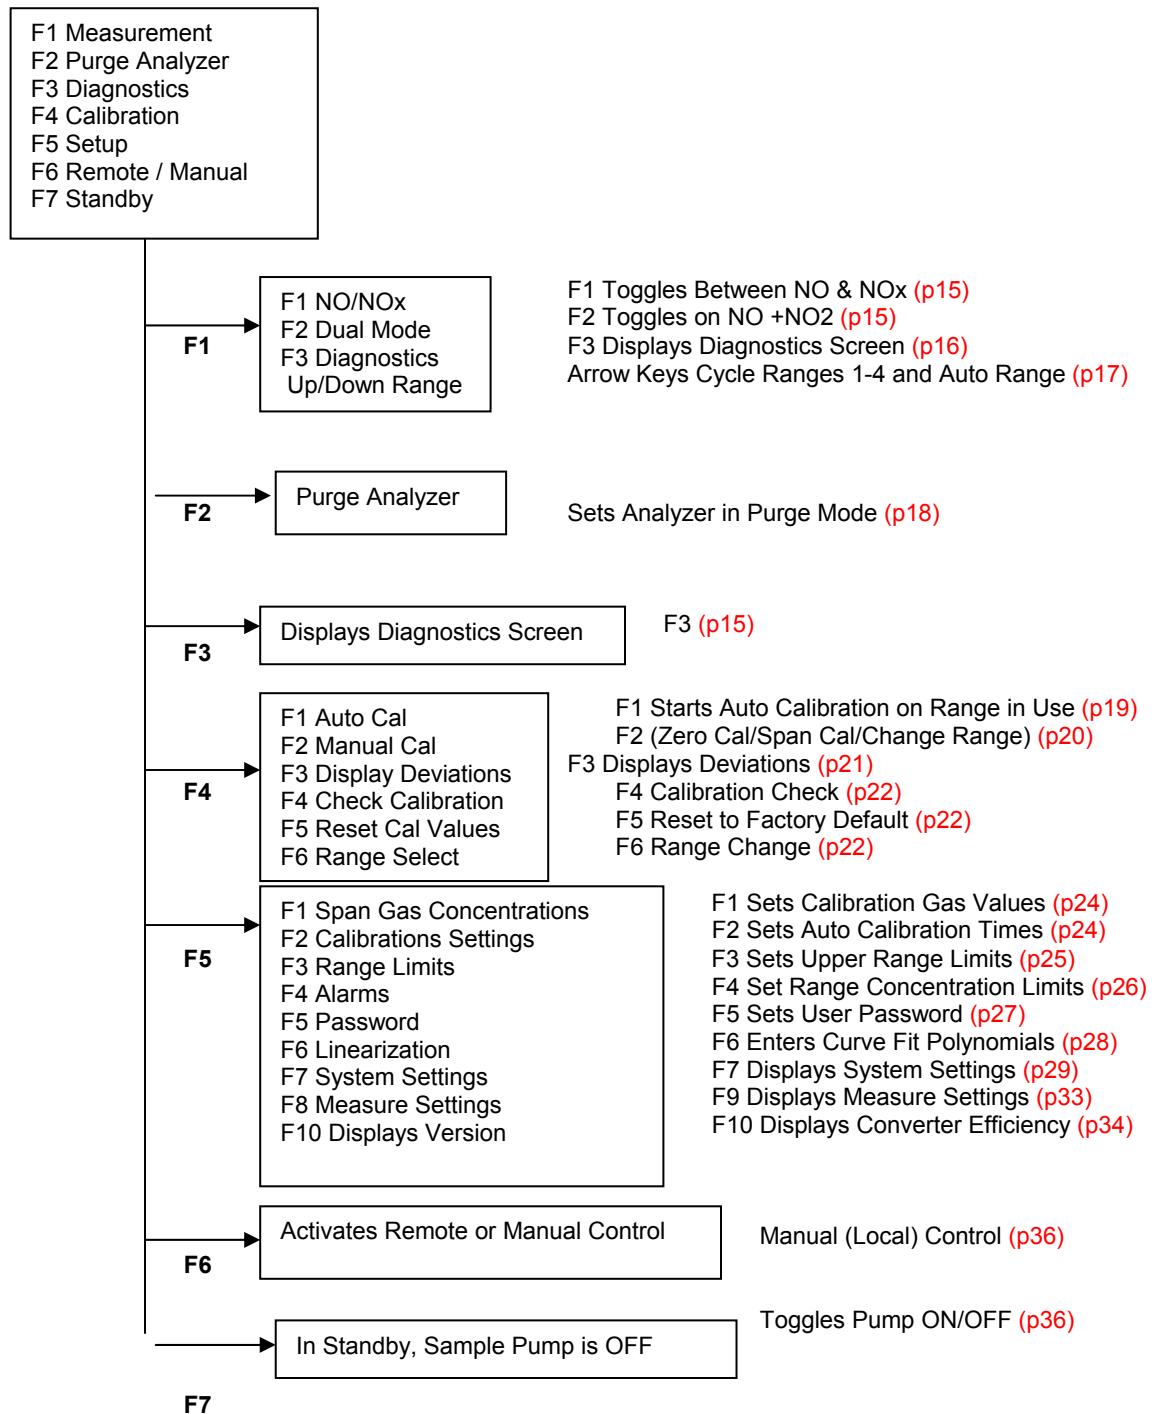 F1 Measurement
F2 Purge Analyzer
F3 Diagnostics
F4 Calibration
F5 Setup
F6 Remote / Manual
F7 Standby
F1
F1 NO/NOx
F2 Dual Mode
F3 Diagnostics
Up/Down Range
F1 Toggles Between NO & NOx (p15)
F2 Toggles on NO +NO2 (p15)
F3 Displays Diagnostics Screen (p16)
Arrow Keys Cycle Ranges 1-4 and Auto Range (p17)
F2
Purge Analyzer
Sets Analyzer in Purge Mode (p18)
F3
Displays Diagnostics Screen
F3 (p15)
F4
F1 Auto Cal
F2 Manual Cal
F3 Display Deviations
F4 Check Calibration
F5 Reset Cal Values
F6 Range Select
F1 Starts Auto Calibration on Range in Use (p19)
F2 (Zero Cal/Span Cal/Change Range) (p20)
F3 Displays Deviations (p21)
F4 Calibration Check (p22)
F5 Reset to Factory Default (p22)
F6 Range Change (p22)
F5
F1 Span Gas Concentrations
F2 Calibrations Settings
F3 Range Limits
F4 Alarms
F5 Password
F6 Linearization
F7 System Settings
F8 Measure Settings
F10 Displays Version
F1 Sets Calibration Gas Values (p24)
F2 Sets Auto Calibration Times (p24)
F3 Sets Upper Range Limits (p25)
F4 Set Range Concentration Limits (p26)
F5 Sets User Password (p27)
F6 Enters Curve Fit Polynomials (p28)
F7 Displays System Settings (p29)
F9 Displays Measure Settings (p33)
F10 Displays Converter Efficiency (p34)
F6
Activates Remote or Manual Control
Manual (Local) Control (p36)
Toggles Pump ON/OFF (p36)
In Standby, Sample Pump is OFF
F7